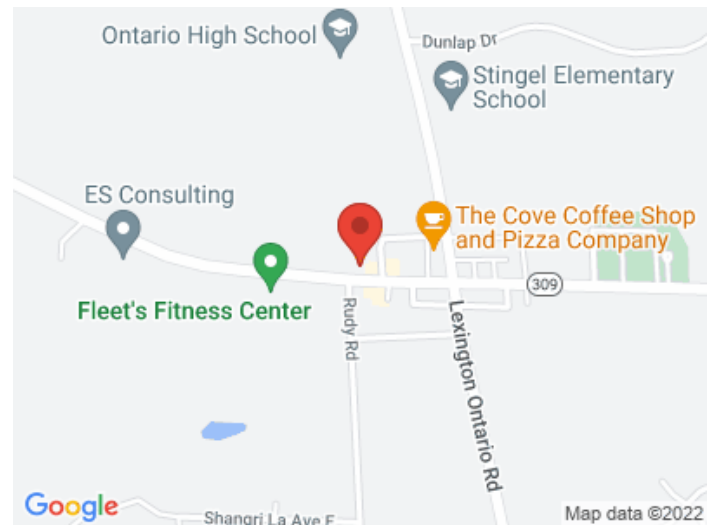 Ontario High School
Dunlap Dr
Stingel Elementary
School
ES Consulting
The Cove Coffee Shop
and Pizza Company
309
Fleet's Fitness Center
Rudy Rd
Lexington Ontario Rd
Google
Shangri La Ave E
Map data ©2022